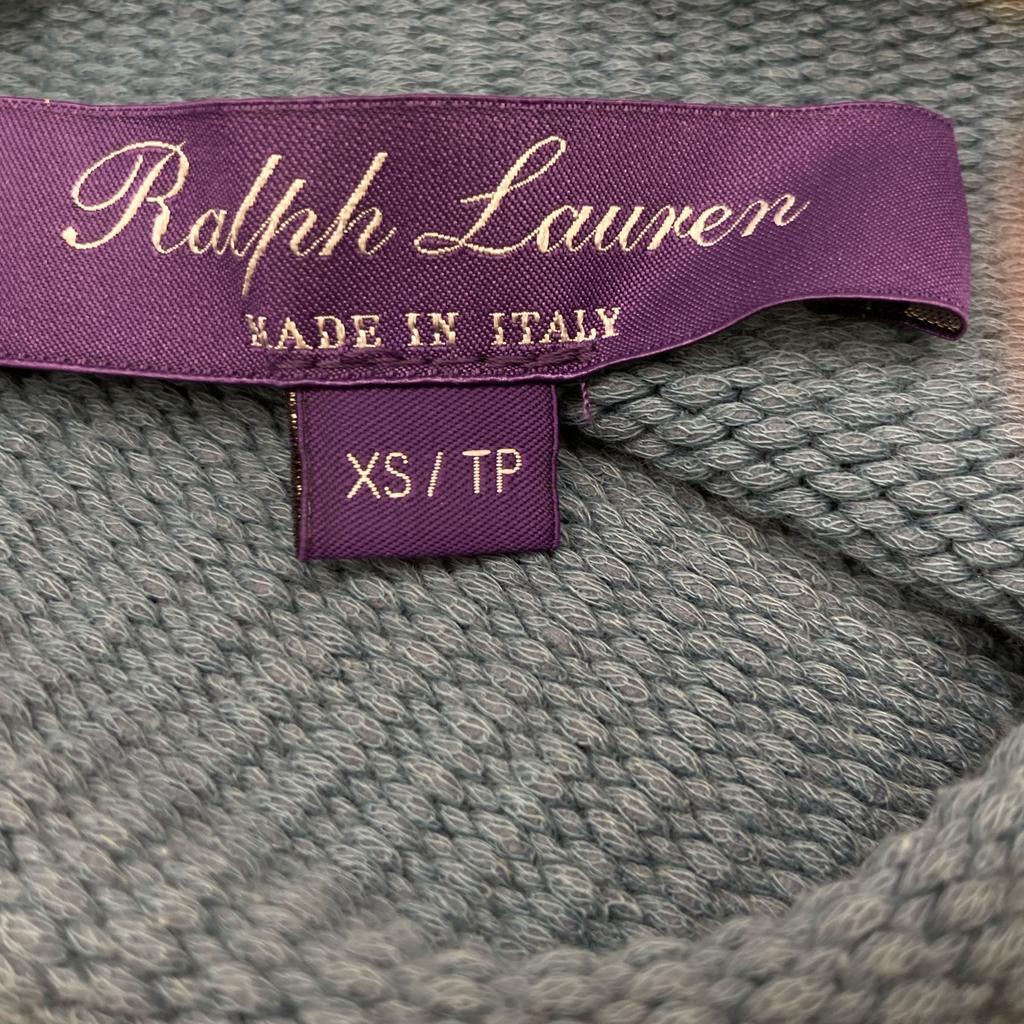 Ralph Lauren
MADE IN ITALY
XS / TP